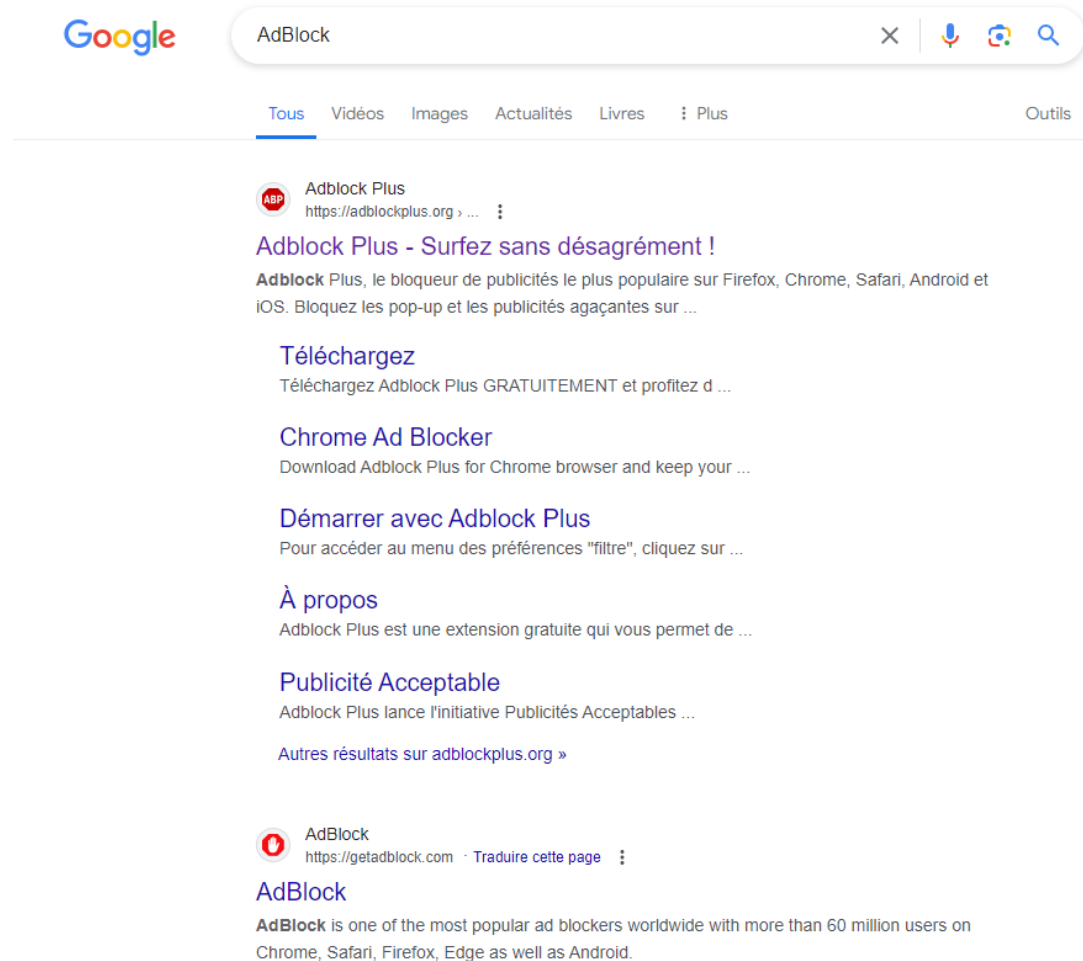 Google
AdBlock
Tous Vidéos Images Actualités Livres Plus Outils
ABP
Adblock Plus
https://adblockplus.org › ...
Adblock Plus - Surfez sans désagrément !
Adblock Plus, le bloqueur de publicités le plus populaire sur Firefox, Chrome, Safari, Android et
iOS. Bloquez les pop-up et les publicités agaçantes sur ...
Téléchargez
Téléchargez Adblock Plus GRATUITEMENT et profitez d ...
Chrome Ad Blocker
Download Adblock Plus for Chrome browser and keep your ...
Démarrer avec Adblock Plus
Pour accéder au menu des préférences "filtre", cliquez sur ...
À propos
Adblock Plus est une extension gratuite qui vous permet de ...
Publicité Acceptable
Adblock Plus lance l'initiative Publicités Acceptables ...
Autres résultats sur adblockplus.org »
AdBlock
https://getadblock.com · Traduire cette page
AdBlock
AdBlock is one of the most popular ad blockers worldwide with more than 60 million users on
Chrome, Safari, Firefox, Edge as well as Android.